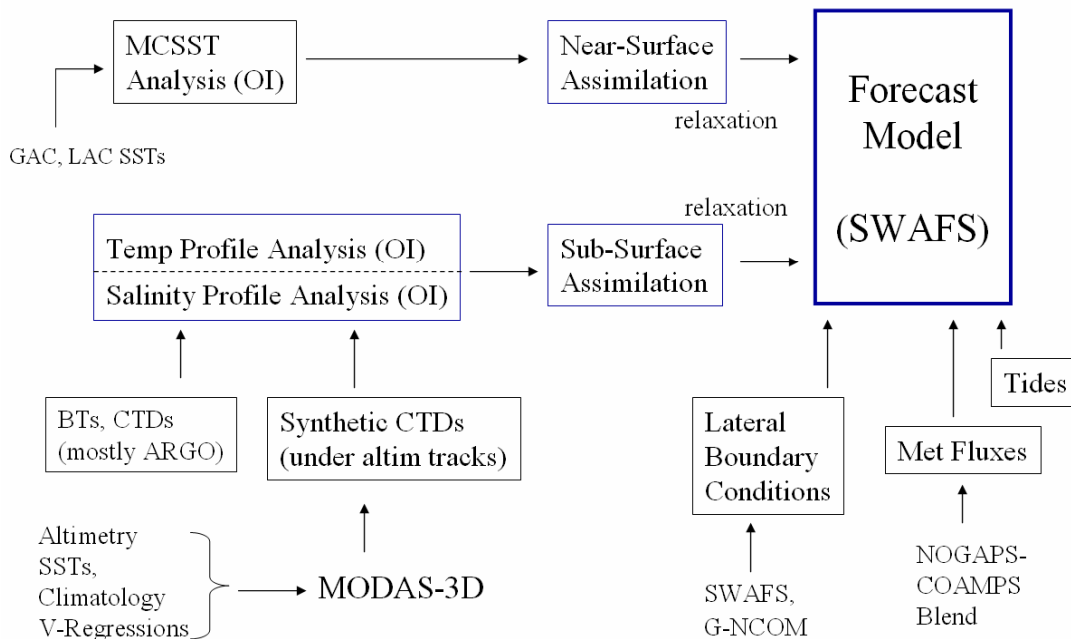 MCSST
Analysis (OI)
GAC, LAC SSTs
Near-Surface
Assimilation
relaxation
Forecast
Model
(SWAFS)
relaxation
Temp Profile Analysis (OI)
Salinity Profile Analysis (OI)
Sub-Surface
Assimilation
BTs, CTDs
(mostly ARGO)
Synthetic CTDs
(under altim tracks)
Altimetry
SSTs,
Climatology
V-Regressions
MODAS-3D
Lateral
Boundary
Conditions
SWAFS,
G-NCOM
Met Fluxes
NOGAPS-
COAMPS
Blend
Tides